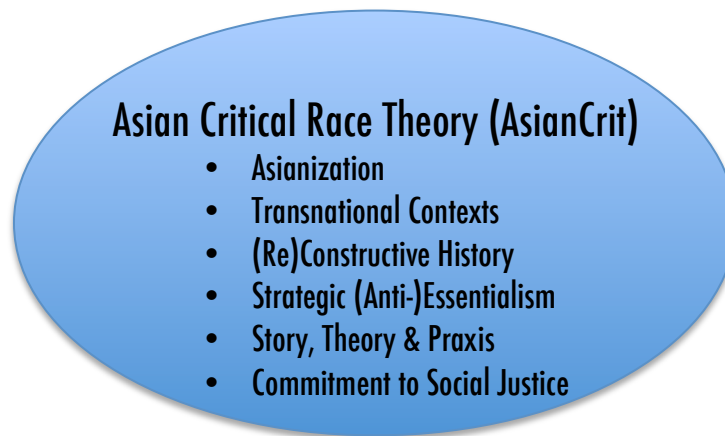 Asian Critical Race Theory (AsianCrit)
• Asianization
• Transnational Contexts
• (Re)Constructive History
• Strategic (Anti-)Essentialism
• Story, Theory & Praxis
• Commitment to Social Justice